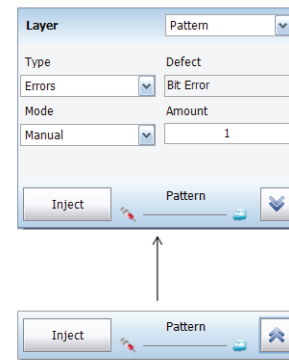 Layer Pattern
Type Defect
Errors Bit Error
Mode Amount
Manual 1
Inject Pattern
Inject Pattern